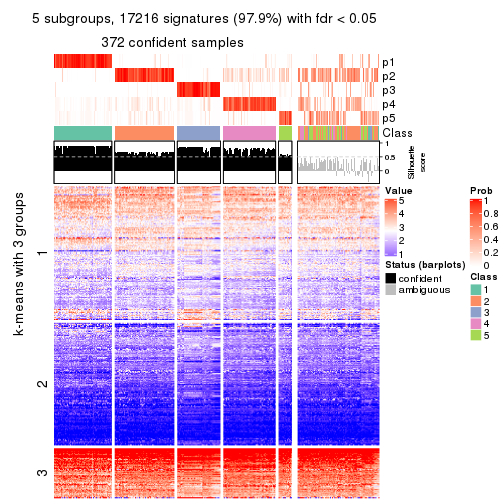 5 subgroups, 17216 signatures (97.9%) with fdr < 0.05
372 confident samples
p1
p2
p3
p4
p5
Class
1
0.5
0
Silhouette
score
k-means with 3 groups
1
2
3
Value
5
4
3
2
1
Status (barplots)
confident
ambiguous
Prob
1
0.8
0.6
0.4
0.2
0
Class
1
2
3
4
5